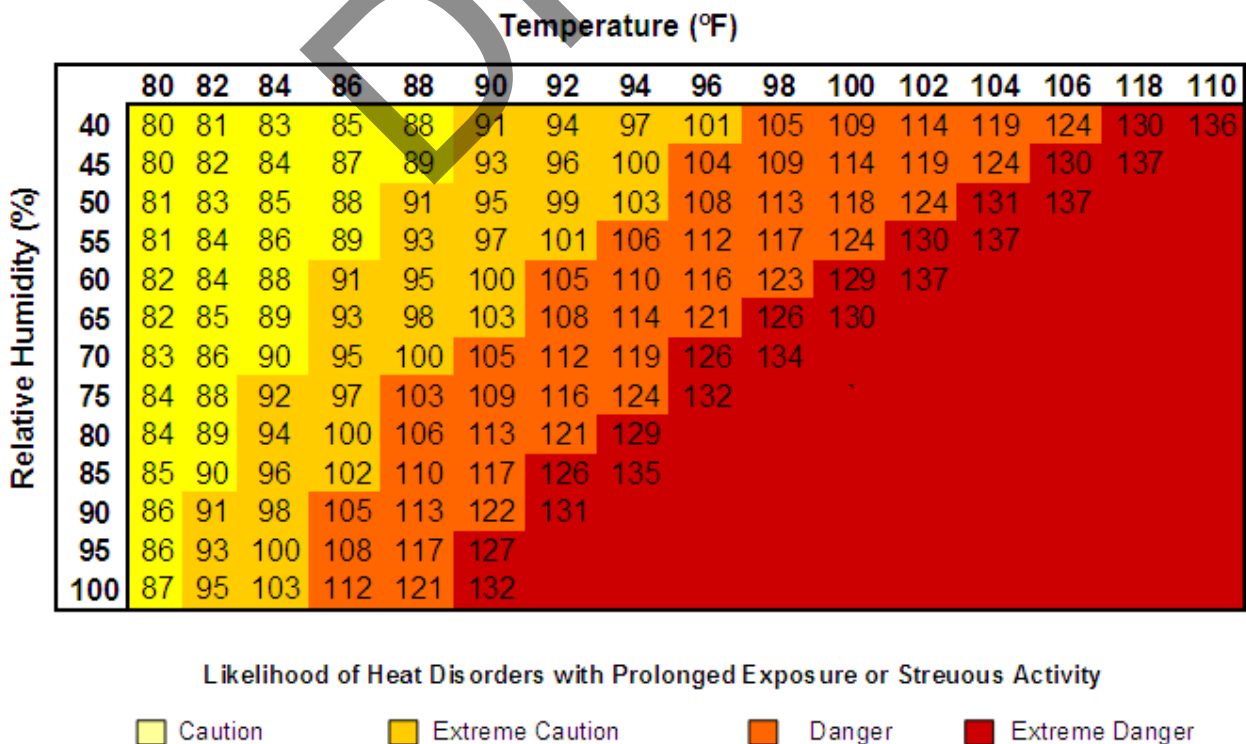 Temperature (ºF)
80 82 84 86 88 90 92 94 96 98 100 102 104 106 118 110
Relative Humidity (%)
40 80 81 83 85 88 91 94 97 101 105 109 114 119 124 130 136
45 80 82 84 87 89 93 96 100 104 109 114 119 124 130 137
50 81 83 85 88 91 95 99 103 108 113 118 124 131 137
55 81 84 86 89 93 97 101 106 112 117 124 130 137
60 82 84 88 91 95 100 105 110 116 123 129 137
65 82 85 89 93 98 103 108 114 121 126 130
70 83 86 90 95 100 105 112 119 126 134
75 84 88 92 97 103 109 116 124 132
80 84 89 94 100 106 113 121 129
85 85 90 96 102 110 117 126 135
90 86 91 98 105 113 122 131
95 86 93 100 108 117 127
100 87 95 103 112 121 132
Likelihood of Heat Disorders with Prolonged Exposure or Streuous Activity
Caution Extreme Caution Danger Extreme Danger